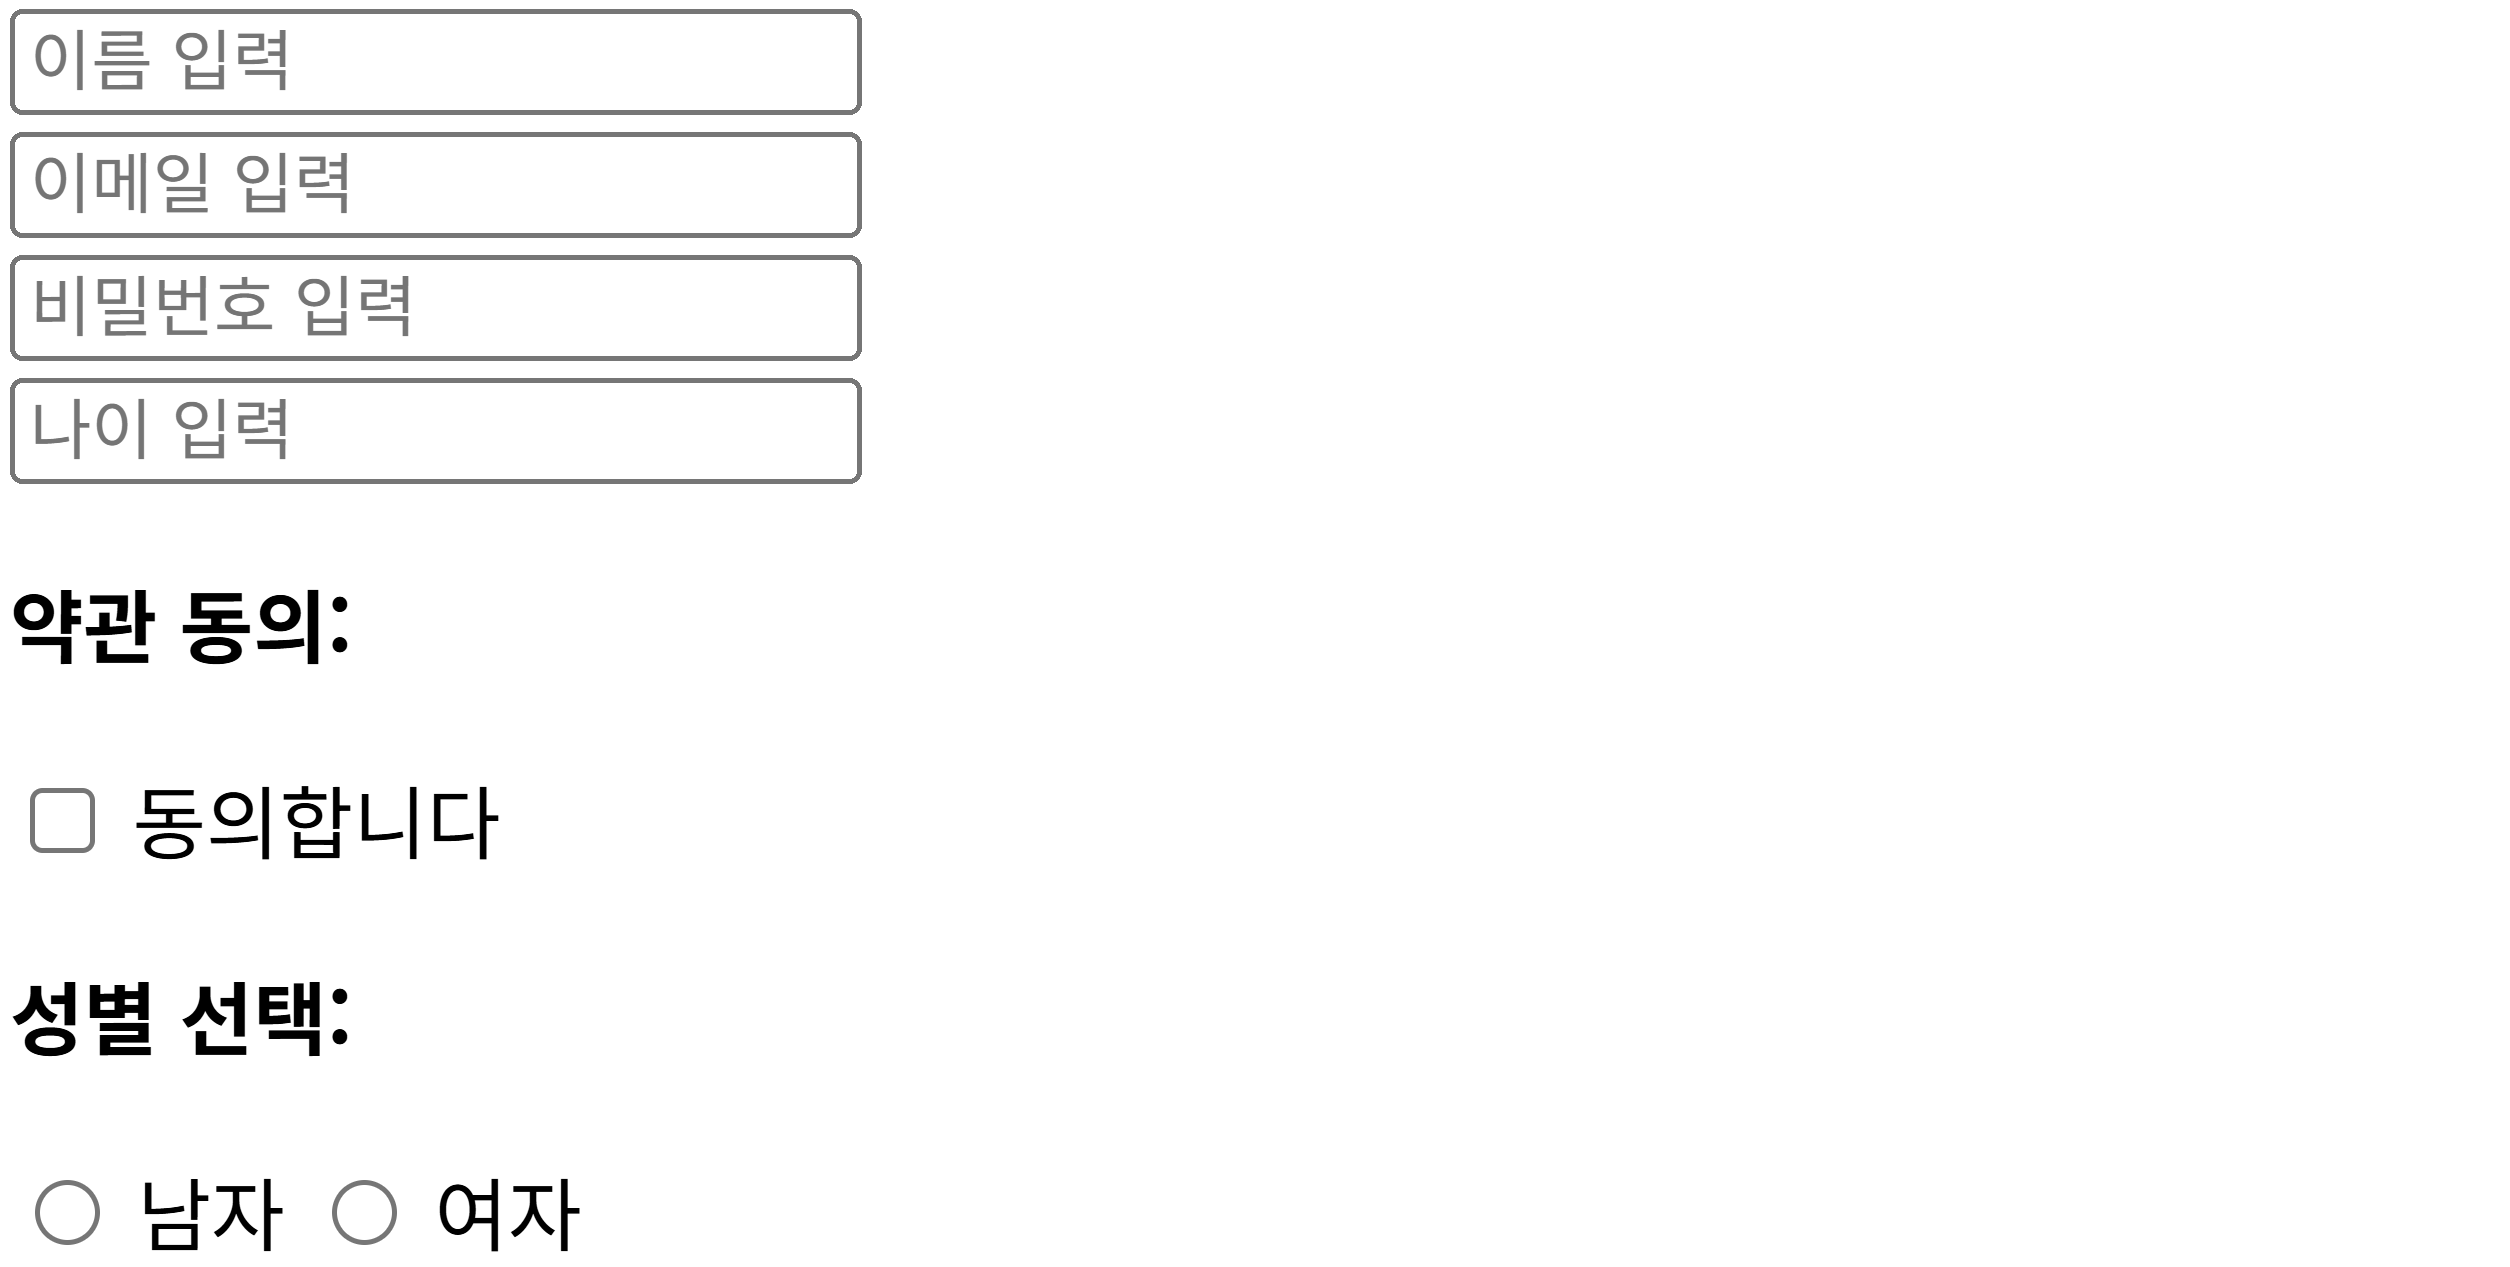 이름 입력
이메일 입력
비밀번호 입력
나이 입력
약관 동의:
동의합니다
성별 선택:
남자 여자